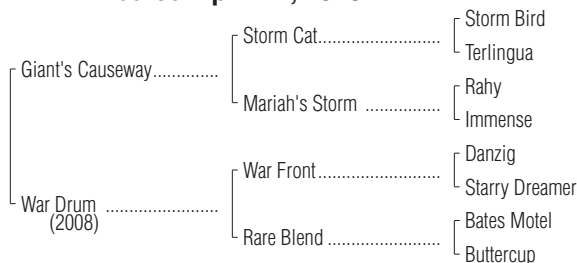 Storm Bird
Storm Cat........................
Terlingua
Giant's Causeway.............
Rahy
Mariah's Storm ...............
Immense
Danzig
War Front........................
Starry Dreamer
War Drum ......................
(2008)
Bates Motel
Rare Blend ......................
Buttercup